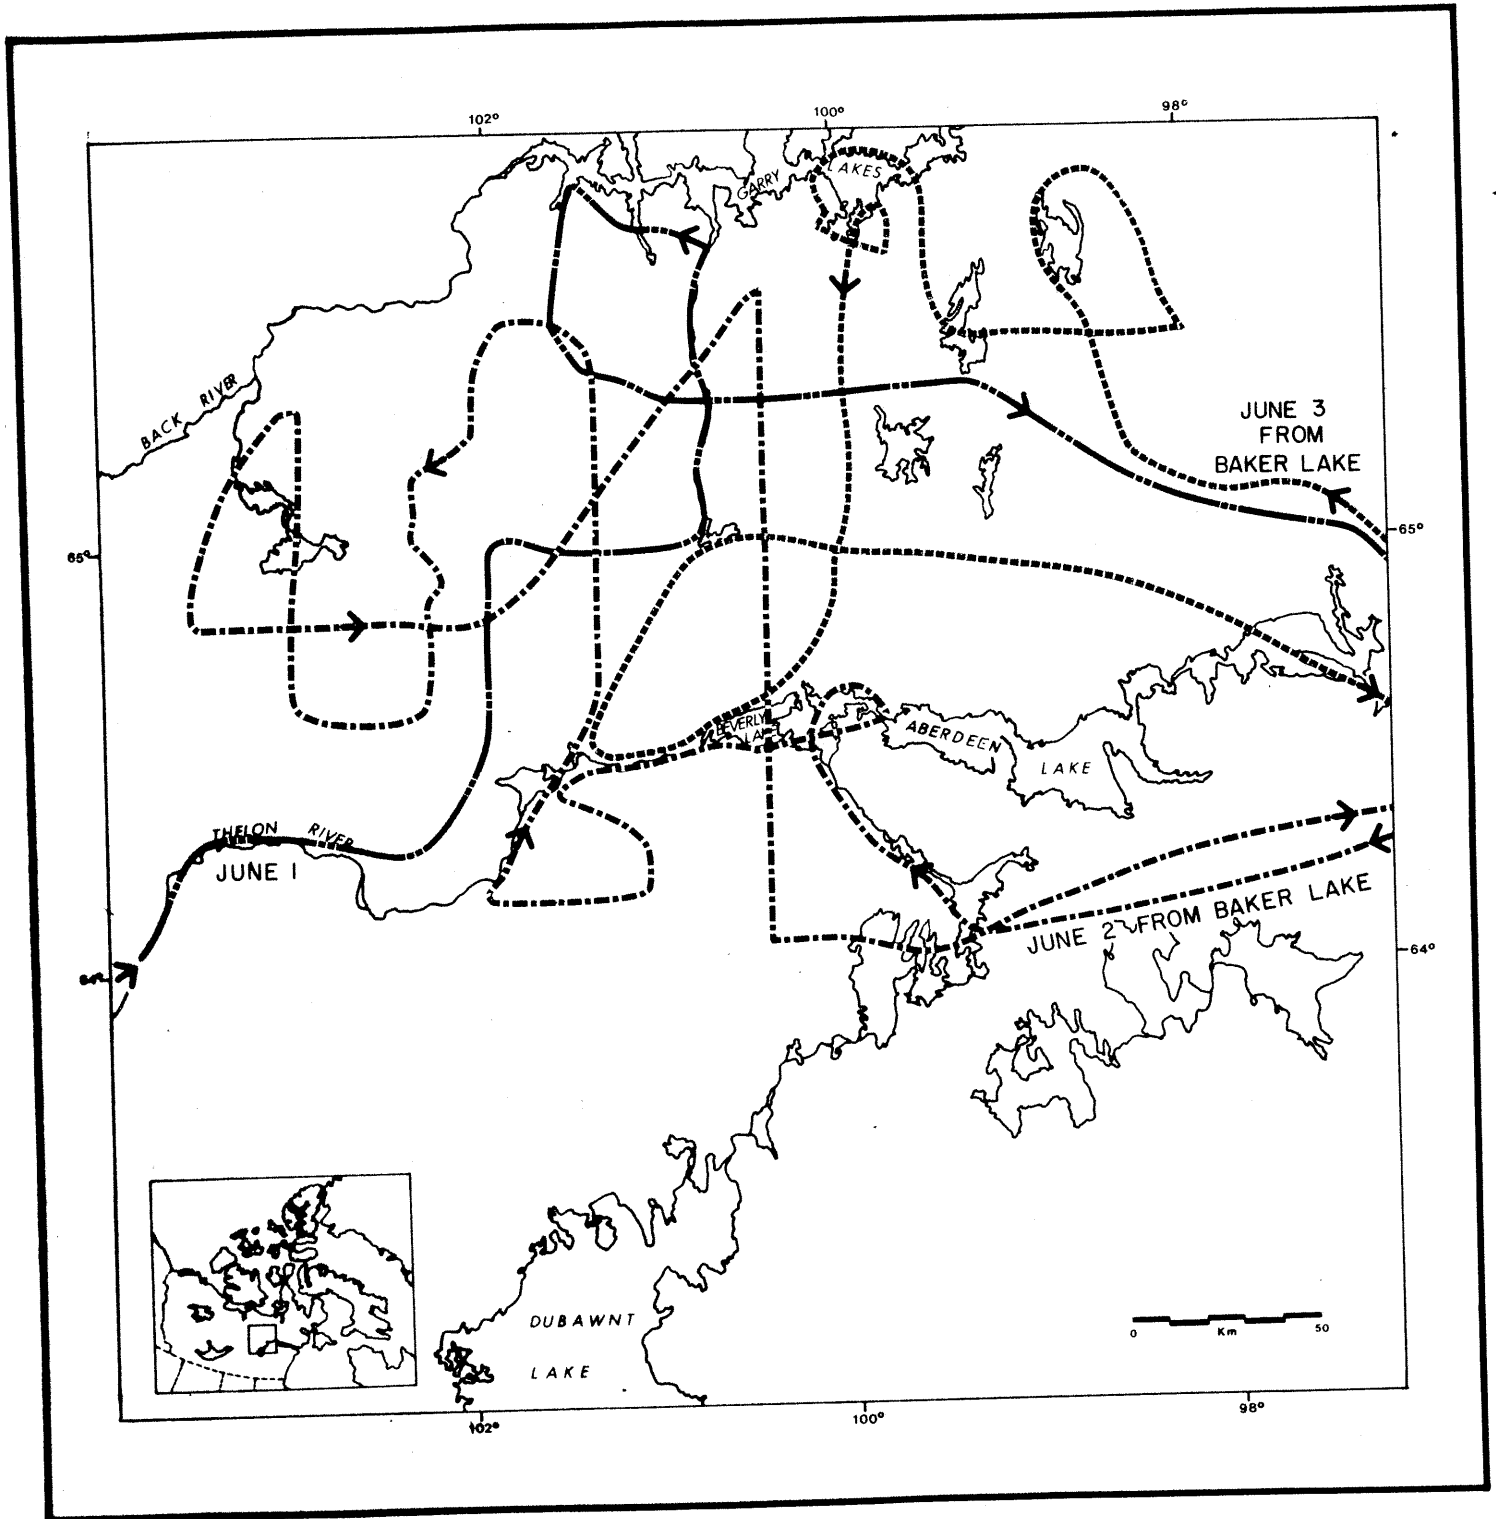 102°
100°
98°
GARRY
LAKES
BACK RIVER
JUNE 3
FROM
BAKER LAKE
65°
65°
BEVERLY
ABERDEEN
LAKE
THELON RIVER
JUNE 1
JUNE 2 FROM BAKER LAKE
64°
DUBAWNT
LAKE
0 Km 50
102°
100°
98°